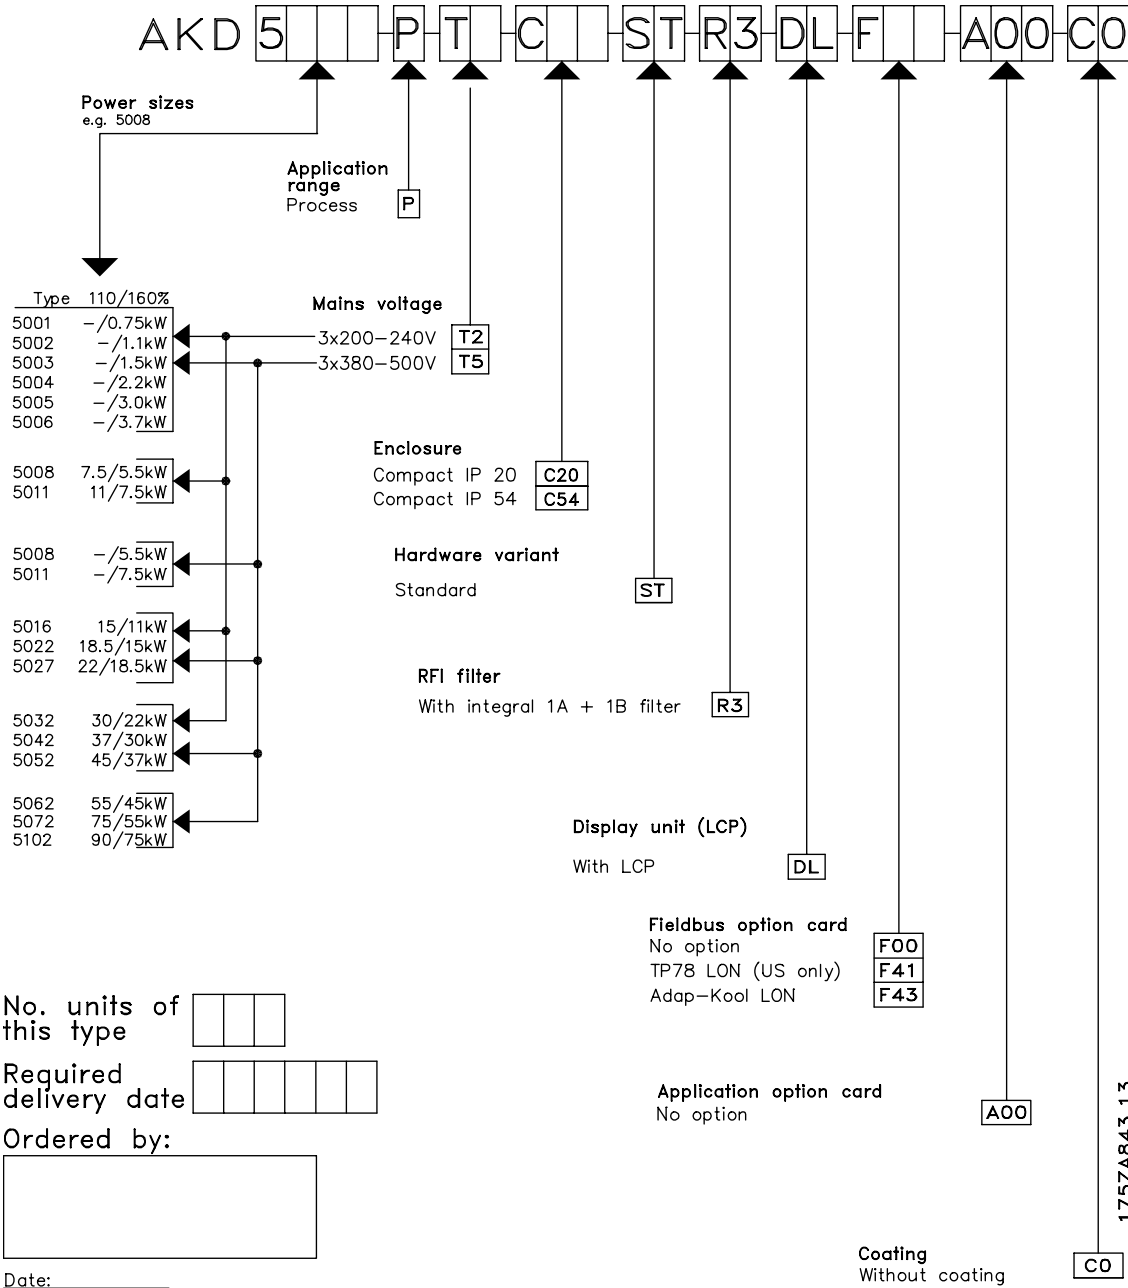 AKD 5 P T C ST R3 DL F A00 C0
Power sizes
e.g. 5008
Application
range
Process P
Type 110/160%
5001 –/0.75kW
5002 –/1.1kW
5003 –/1.5kW
5004 –/2.2kW
5005 –/3.0kW
5006 –/3.7kW
5008 7.5/5.5kW
5011 11/7.5kW
5008 –/5.5kW
5011 –/7.5kW
5016 15/11kW
5022 18.5/15kW
5027 22/18.5kW
5032 30/22kW
5042 37/30kW
5052 45/37kW
5062 55/45kW
5072 75/55kW
5102 90/75kW
Mains voltage
3x200–240V T2
3x380–500V T5
Enclosure
Compact IP 20 C20
Compact IP 54 C54
Hardware variant
Standard ST
RFI filter
With integral 1A + 1B filter R3
Display unit (LCP)
With LCP DL
Fieldbus option card
No option F00
TP78 LON (US only) F41
Adap–Kool LON F43
Application option card
No option A00
Coating
Without coating C0
No. units of
this type
Required
delivery date
Ordered by:
Date:
175ZA843.13